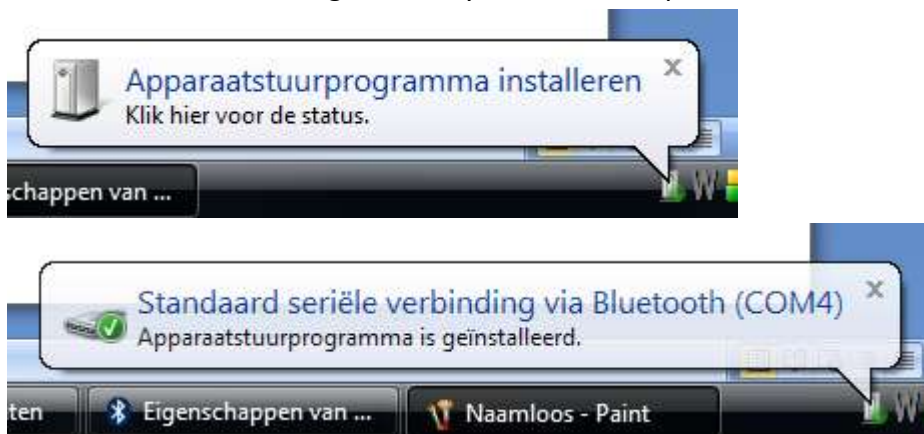 Apparaatstuurprogramma installeren
Klik hier voor de status.
schappen van ...
W
Standaard seriële verbinding via Bluetooth (COM4)
Apparaatstuurprogramma is geïnstalleerd.
ten Eigenschappen van ... Naamloos - Paint W